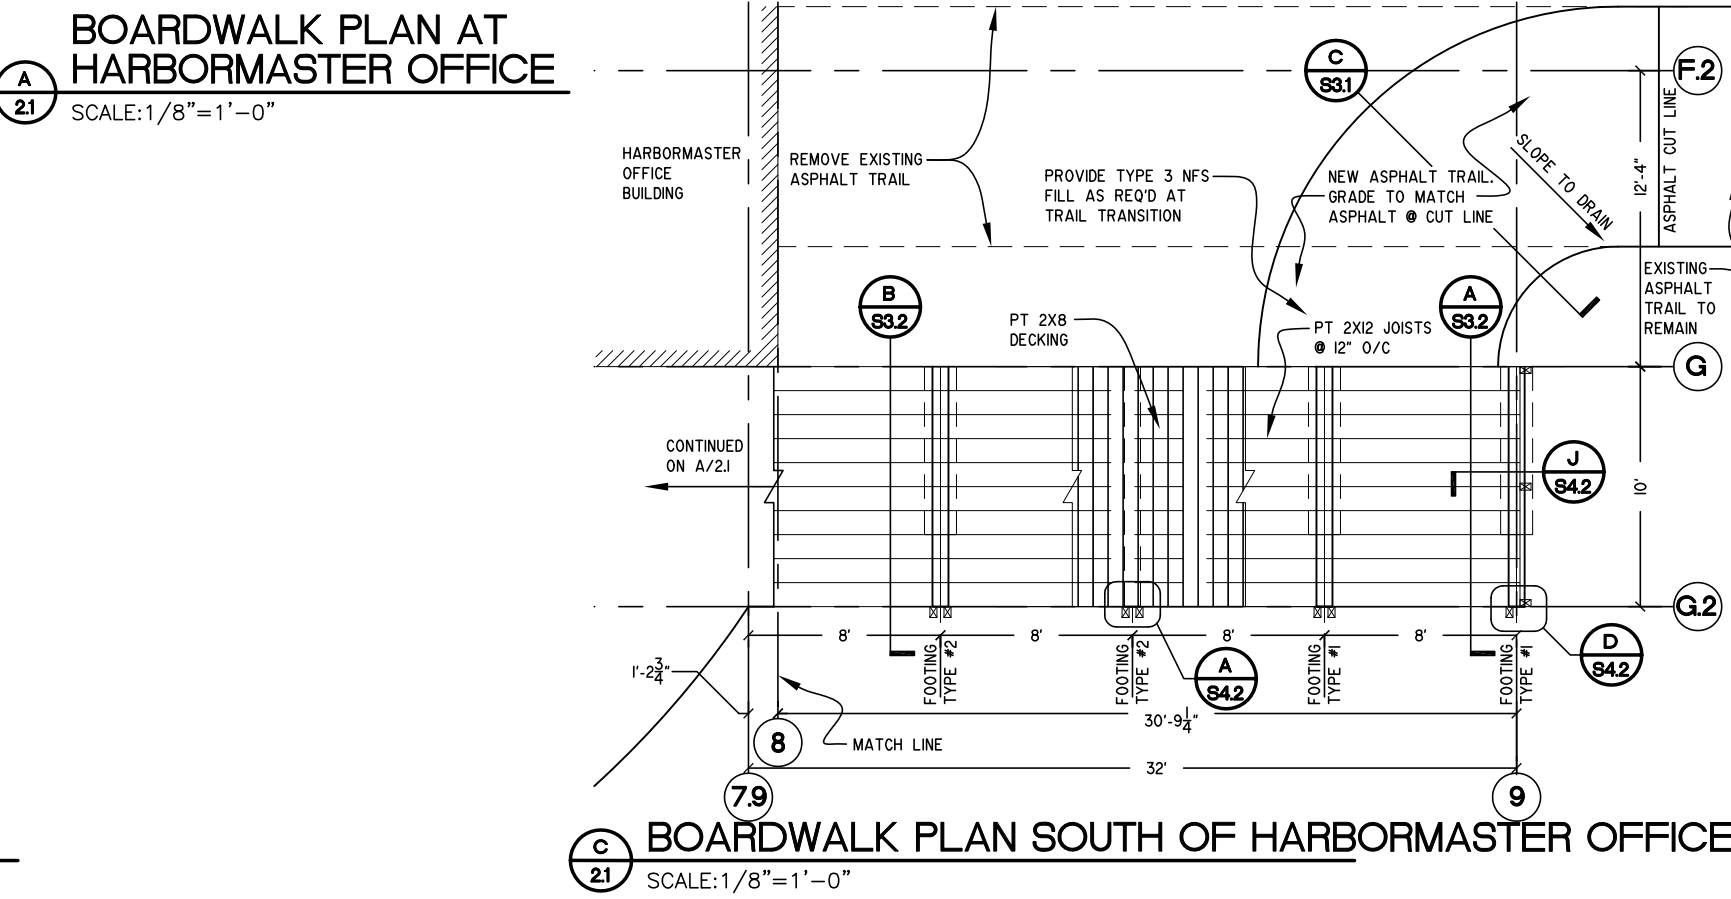 BOARDWALK PLAN AT
HARBORMASTER OFFICE
A
2.1
SCALE:1/8"=1'-0"
C
S3.1
F.2
HARBORMASTER
OFFICE
BUILDING
REMOVE EXISTING
ASPHALT TRAIL
PROVIDE TYPE 3 NFS
FILL AS REQ'D AT
TRAIL TRANSITION
NEW ASPHALT TRAIL.
GRADE TO MATCH
ASPHALT @ CUT LINE
SLOPE TO DRAIN
12'-4"
ASPHALT CUT LINE
EXISTING
ASPHALT
TRAIL TO
REMAIN
B
S3.2
A
S3.2
PT 2X8
DECKING
PT 2X12 JOISTS
@ 12" O/C
G
CONTINUED
ON A/2.1
J
S4.2
10'
G.2
8'
8'
8'
8'
FOOTING
TYPE #2
FOOTING
TYPE #2
FOOTING
TYPE #1
FOOTING
TYPE #1
A
S4.2
D
S4.2
1'-2 3/4"
30'-9 1/4"
8
MATCH LINE
32'
7.9
9
C
2.1
BOARDWALK PLAN SOUTH OF HARBORMASTER OFFICE
SCALE:1/8"=1'-0"